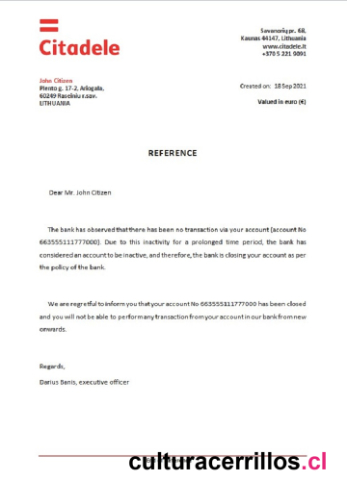 Citadele
Savanorių pr. 68,
Kaunas 44147, Lithuania
www.citadele.lt
+370 5 221 9091
John Citizen
Plento g. 17-2, Ariogala,
60249 Raseinių r.sav.
LITHUANIA
Created on: 18 Sep 2021
Valued in euro (€)
REFERENCE
Dear Mr. John Citizen
The bank has observed that there has been no transaction via your account [account No
663555111777000]. Due to this inactivity for a prolonged time period, the bank has
considered an account to be inactive, and therefore, the bank is closing your account as per
the policy of the bank.
We are regretful to inform you that your account No 663555111777000 has been closed
and you will not be able to perform any transaction from your account in our bank from new
onwards.
Regards,
Darius Banis, executive officer
culturacerrillos.cl